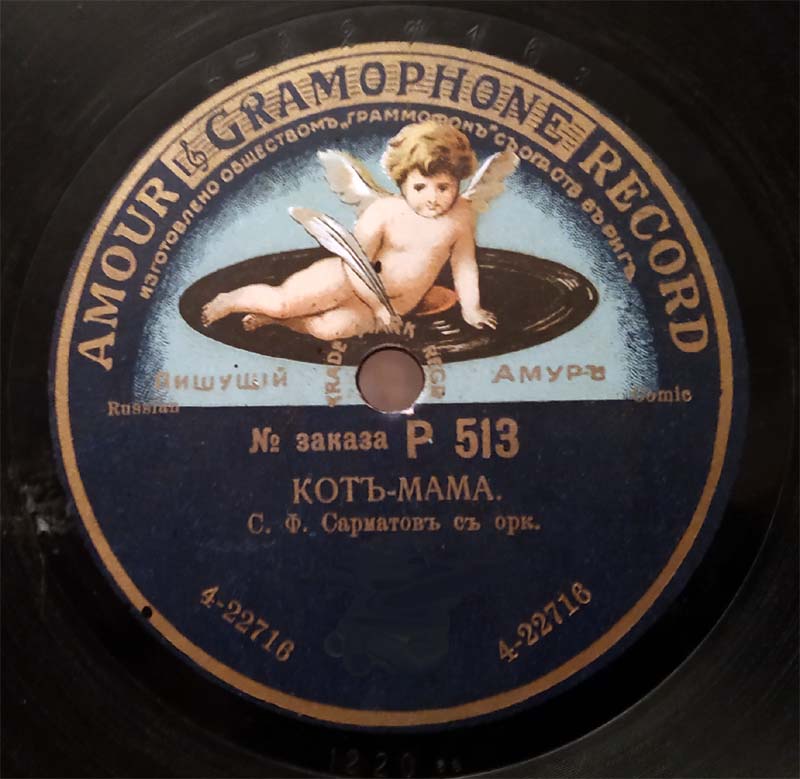 AMOUR GRAMOPHONE RECORD
ИЗГОТОВЛЕНО ОБЩЕСТВОМЪ „ГРАММОФОНЪ“ СЪ ОГР. ОТВ. ВЪ РИГѢ
TRADE MARK
ПИШУЩІЙ АМУРЪ
Russian Comic
№ заказа Р 513
КОТЪ-МАМА.
С. Ф. Сарматовъ съ орк.
4-22716 4-22716
1220